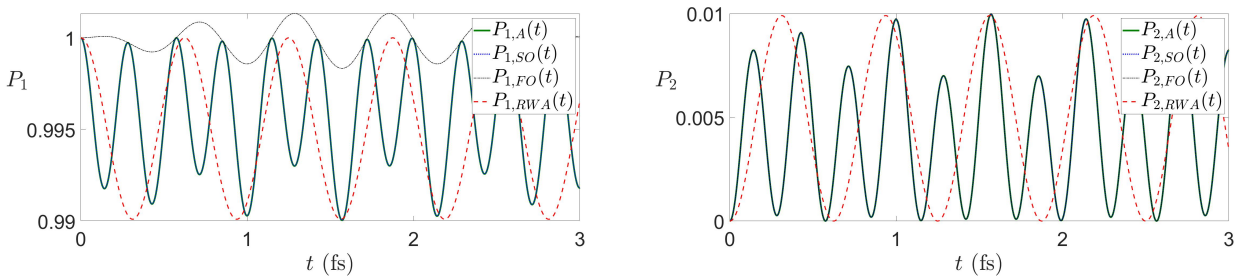 P₁
1
0.995
0.99
0
1
2
3
t (fs)
P₁,A(t)
P₁,SO(t)
P₁,FO(t)
P₁,RWA(t)
P₂
0.01
0.005
0
0
1
2
3
t (fs)
P₂,A(t)
P₂,SO(t)
P₂,FO(t)
P₂,RWA(t)